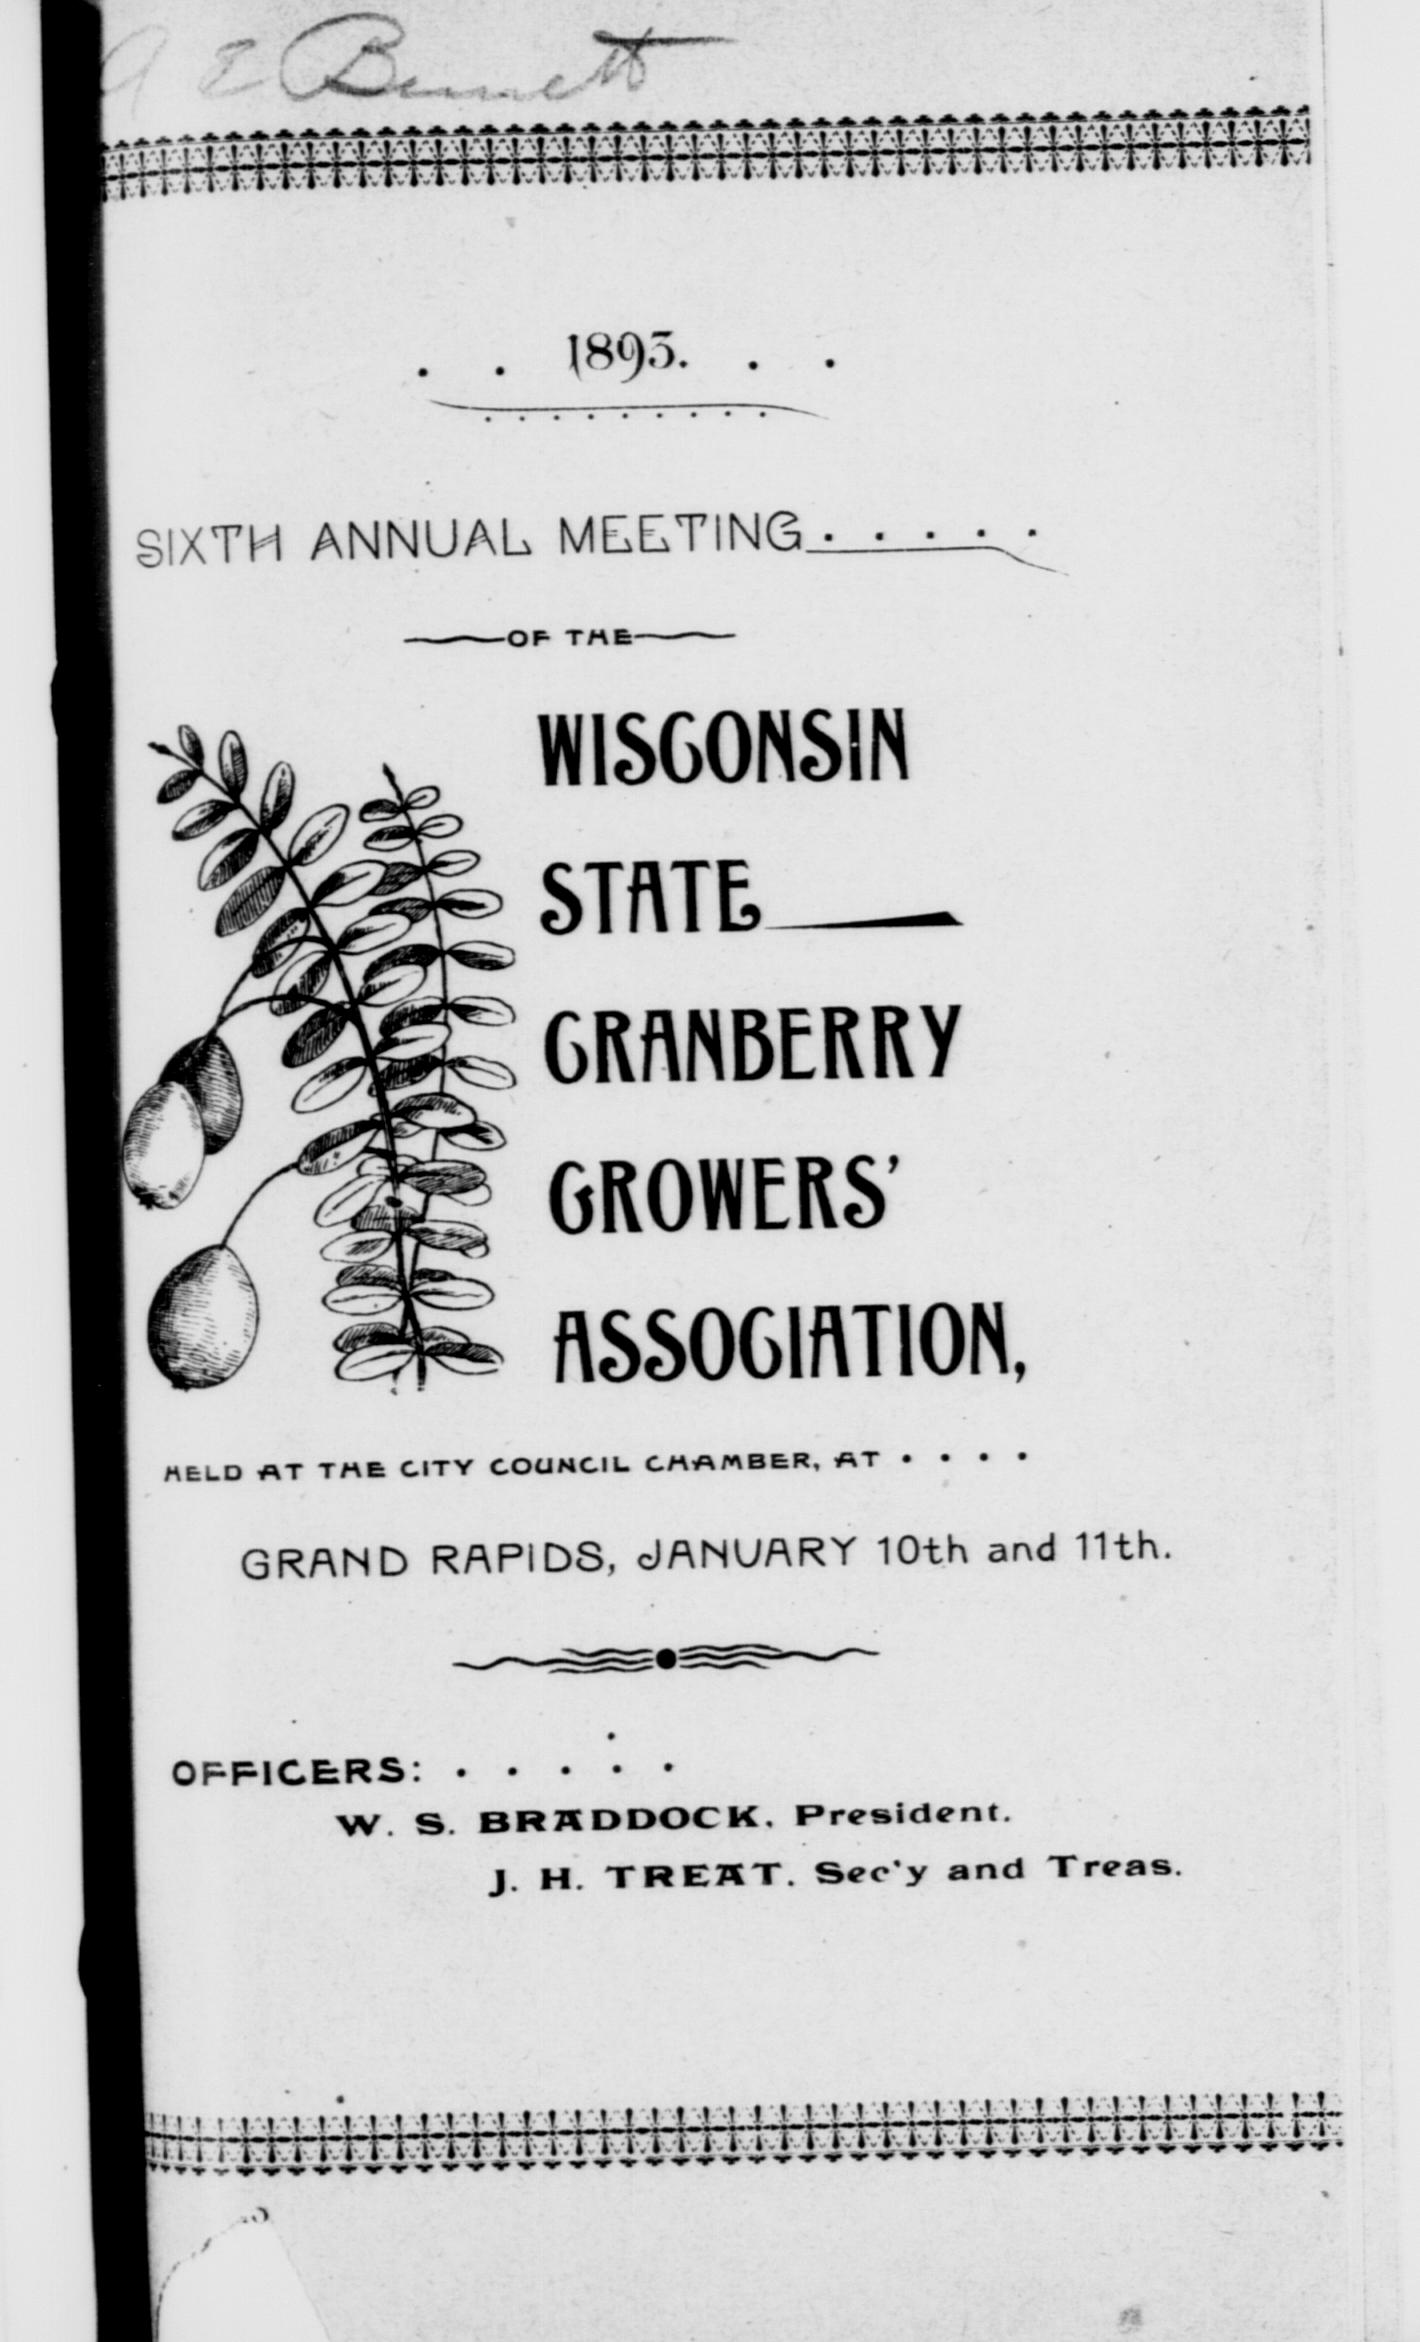 A E Bennett
. . 1893. . .
SIXTH ANNUAL MEETING. . . . .
OF THE
WISCONSIN
STATE
CRANBERRY
GROWERS’
ASSOCIATION,
HELD AT THE CITY COUNCIL CHAMBER, AT . . . .
GRAND RAPIDS, JANUARY 10th and 11th.
OFFICERS: . . . . .
W. S. BRADDOCK, President.
J. H. TREAT, Sec'y and Treas.